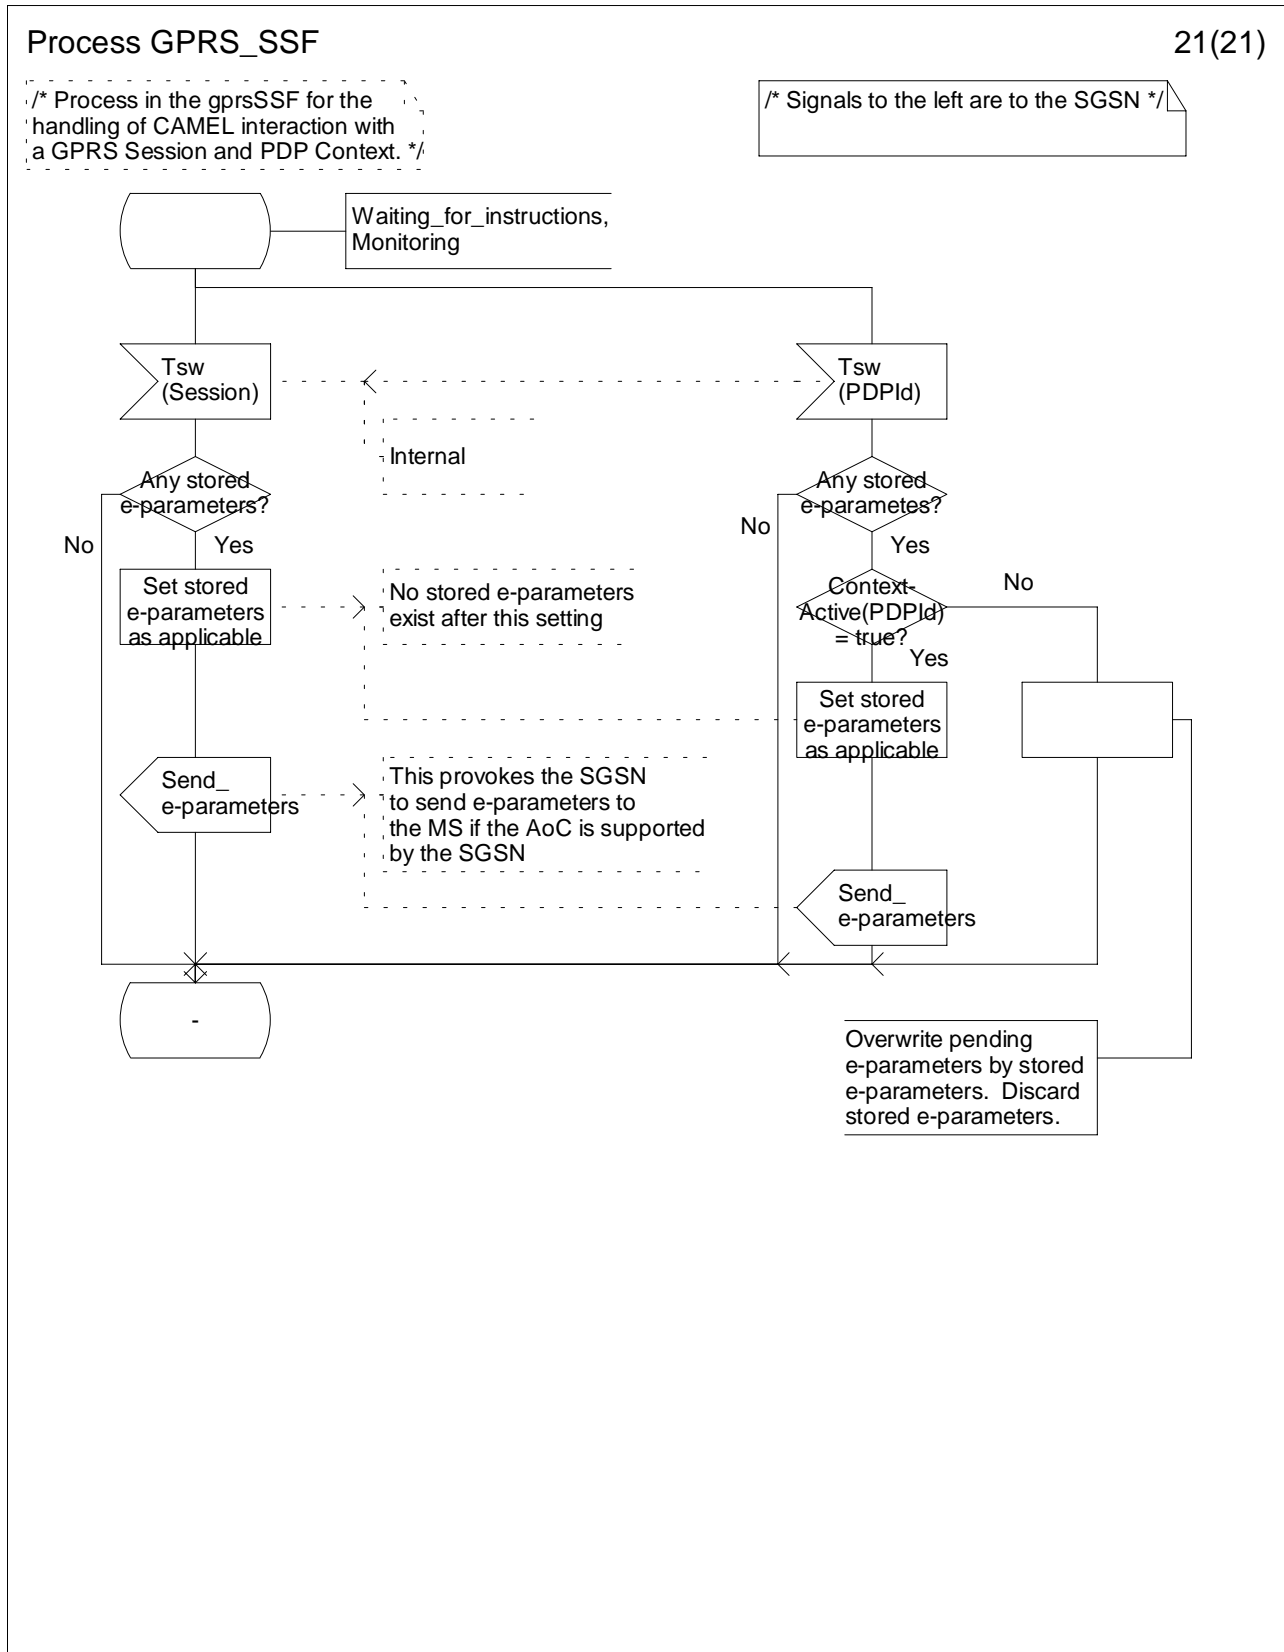 Process GPRS_SSF
21(21)
/* Process in the gprsSSF for the
handling of CAMEL interaction with
a GPRS Session and PDP Context. */
/* Signals to the left are to the SGSN */
Waiting_for_instructions,
Monitoring
Tsw
(Session)
Tsw
(PDPId)
Internal
Any stored
e-parameters?
Any stored
e-parametes?
No
Yes
No
Yes
Set stored
e-parameters
as applicable
No stored e-parameters
exist after this setting
Context-
Active(PDPId)
= true?
No
Yes
Set stored
e-parameters
as applicable
Send_
e-parameters
This provokes the SGSN
to send e-parameters to
the MS if the AoC is supported
by the SGSN
Send_
e-parameters
-
Overwrite pending
e-parameters by stored
e-parameters.  Discard
stored e-parameters.